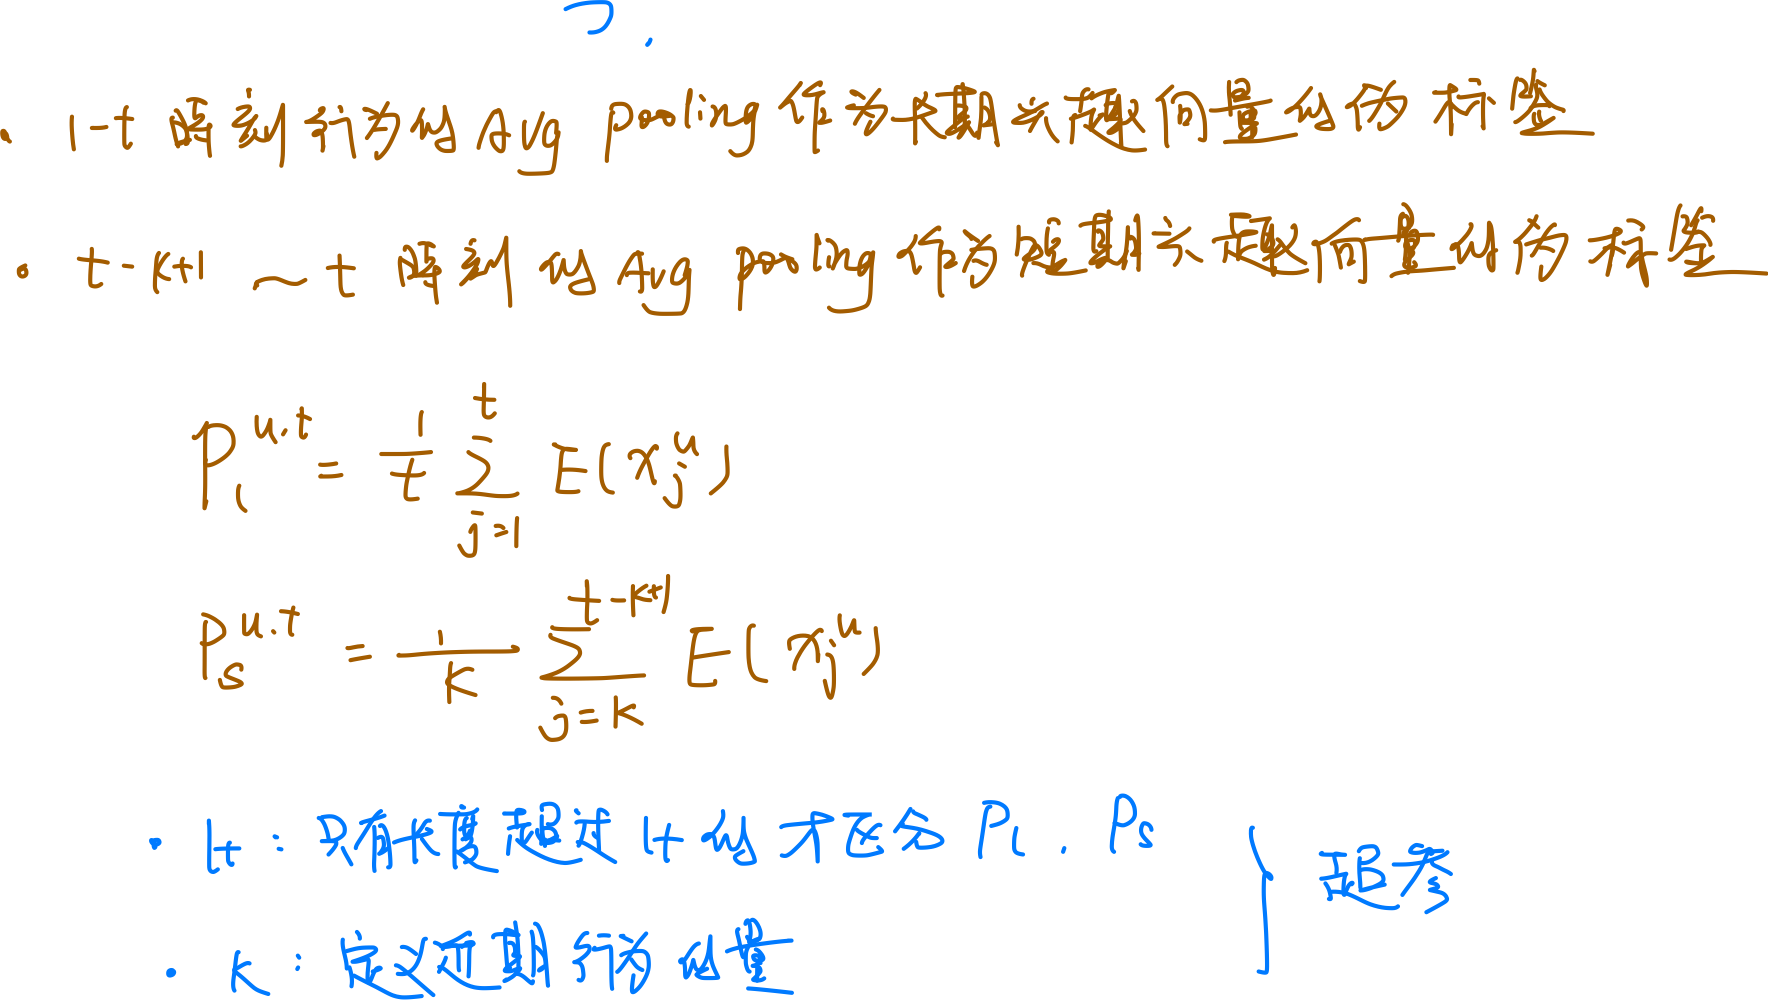 · 1-t 时刻行为的 Avg pooling 作为长期兴趣向量的伪标签
· t-k+1 ~ t 时刻的 Avg pooling 作为短期兴趣向量的伪标签
P_l^{u,t} = \frac{1}{t} \sum_{j=1}^{t} E(x_j^u)
P_s^{u,t} = \frac{1}{k} \sum_{j=k}^{t-k+1} E(x_j^u)
· l_t : 只有长度超过 l_t 的才区分 P_l , P_s
· k : 定义近期行为的量
} 超参